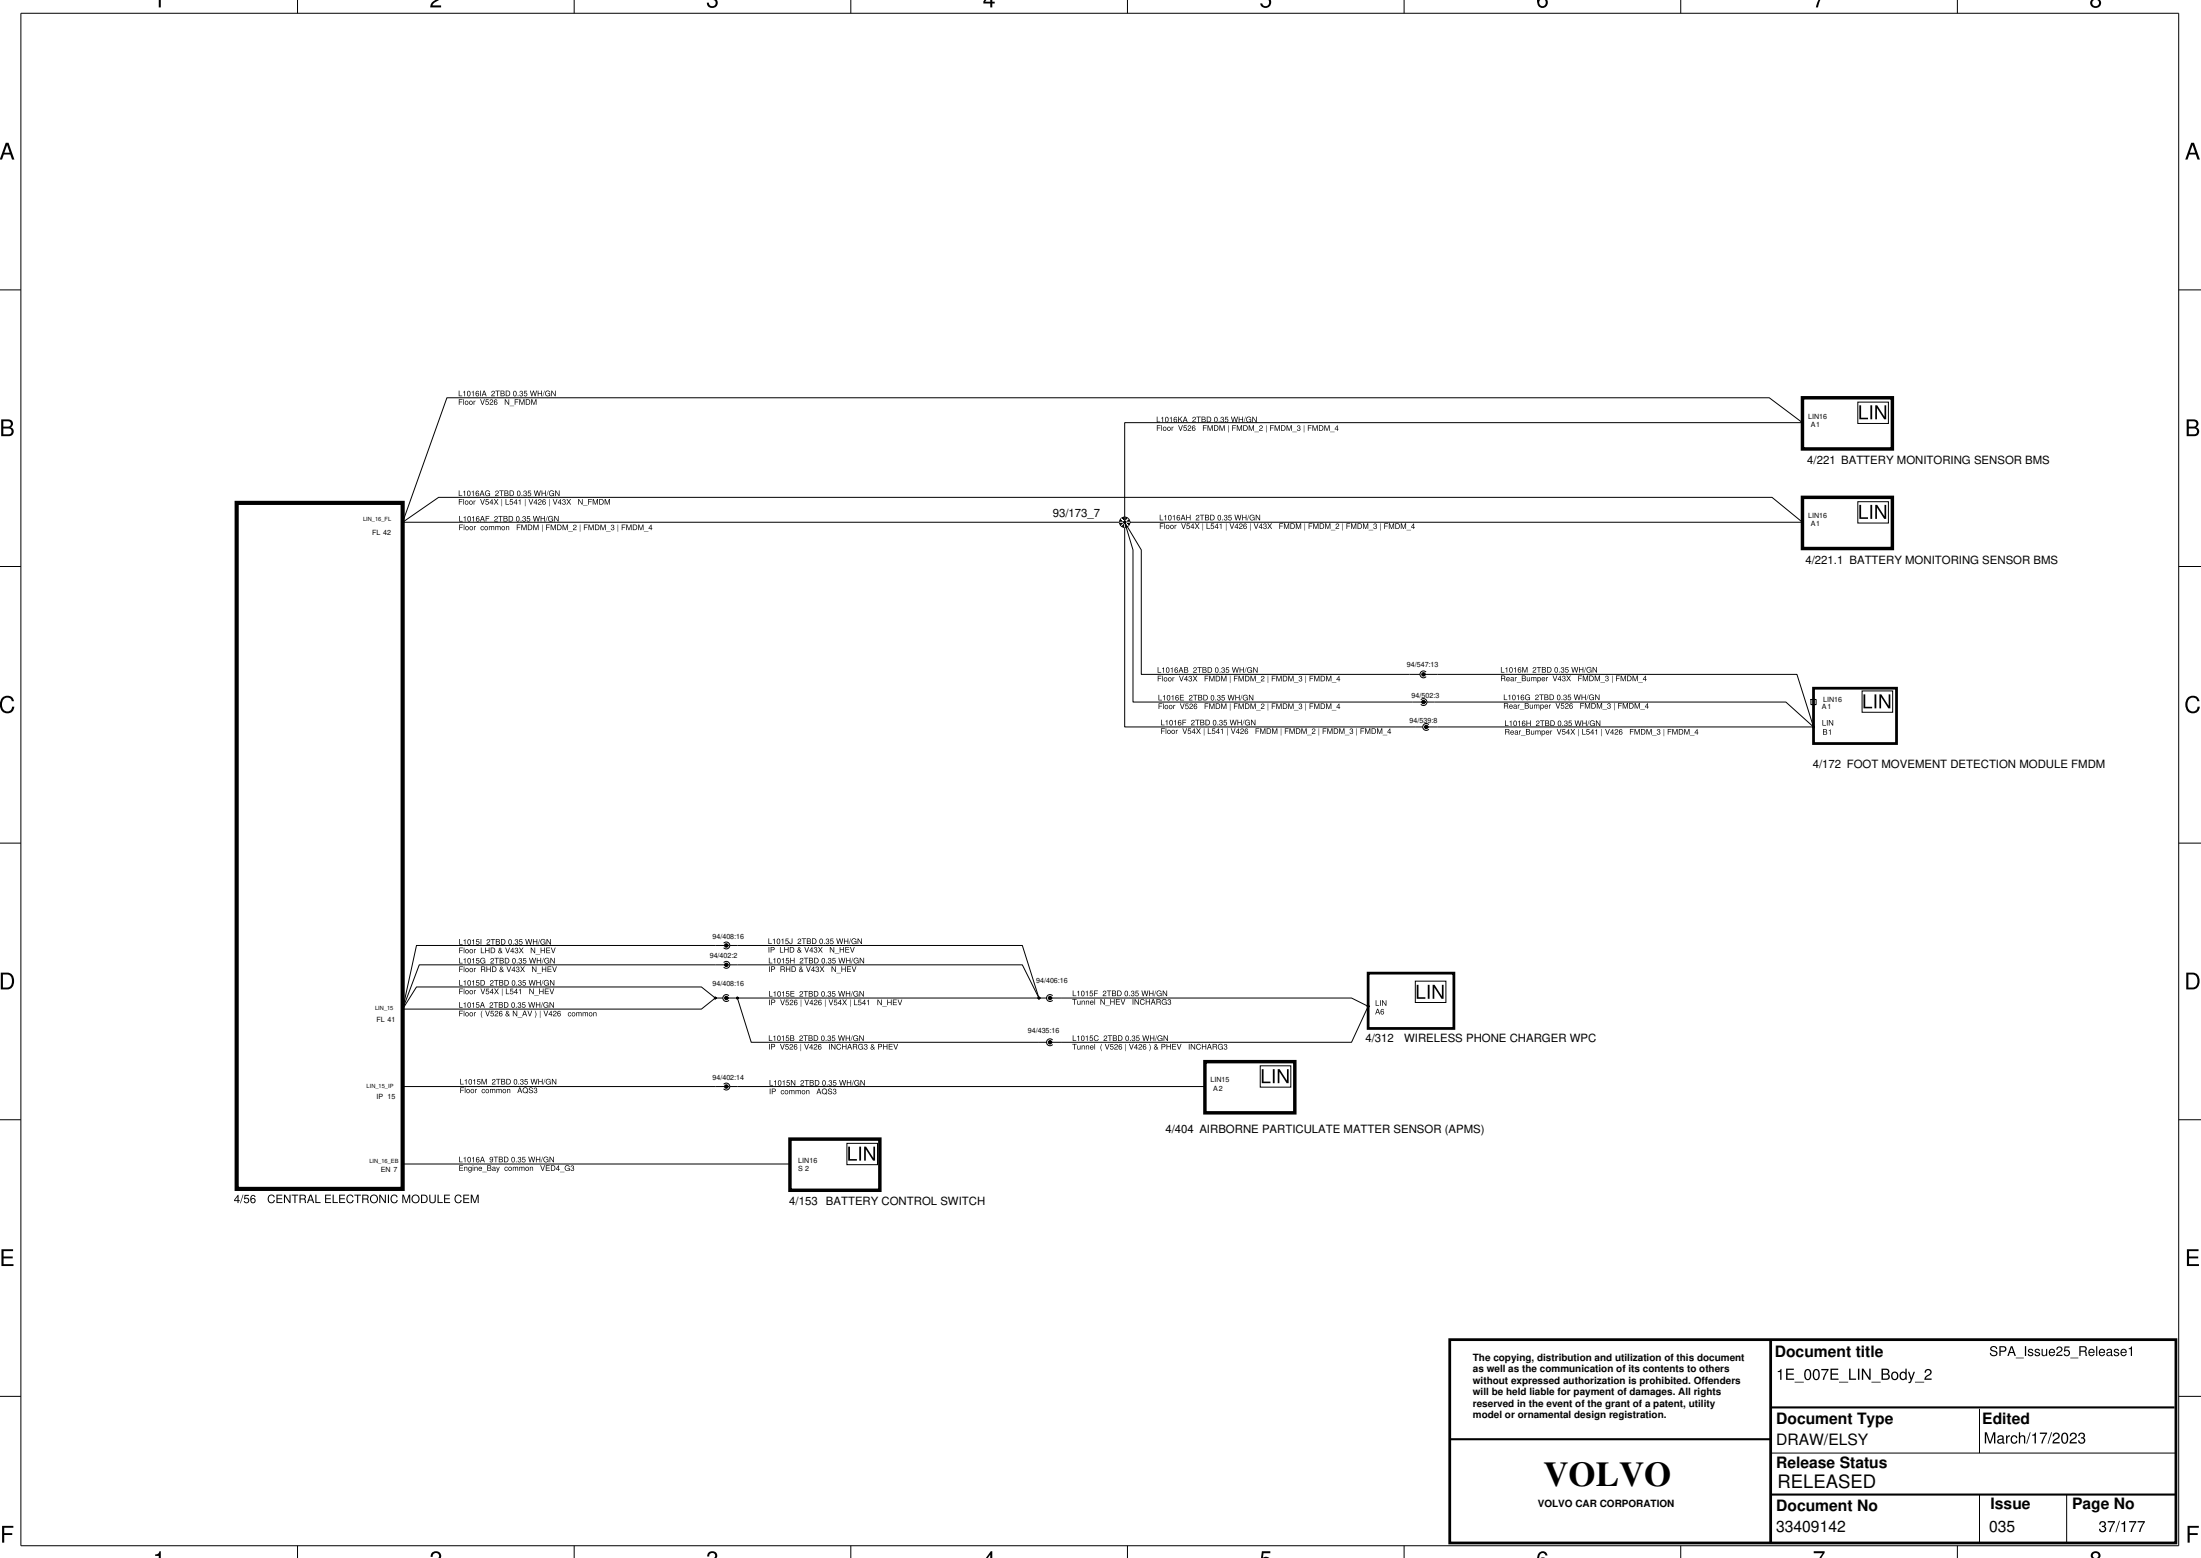 1 2 3 4 5 6 7 8
A A
B B
C C
D D
E E
F F
L1016IA 2TBD 0.35 WH/GN
Floor V526 N_FMDM
L1016KA 2TBD 0.35 WH/GN
Floor V526 FMDM | FMDM_2 | FMDM_3 | FMDM_4
LIN16
A1
LIN
4/221 BATTERY MONITORING SENSOR BMS
L1016AG 2TBD 0.35 WH/GN
Floor V54X | L541 | V426 | V43X N_FMDM
LIN_16_FL
FL 42
L1016AF 2TBD 0.35 WH/GN
Floor common FMDM | FMDM_2 | FMDM_3 | FMDM_4
93/173_7
L1016AH 2TBD 0.35 WH/GN
Floor V54X | L541 | V426 | V43X FMDM | FMDM_2 | FMDM_3 | FMDM_4
LIN16
A1
LIN
4/221.1 BATTERY MONITORING SENSOR BMS
L1016AB 2TBD 0.35 WH/GN
Floor V43X FMDM | FMDM_2 | FMDM_3 | FMDM_4
94/547:13
L1016M 2TBD 0.35 WH/GN
Rear_Bumper V43X FMDM_3 | FMDM_4
L1016E 2TBD 0.35 WH/GN
Floor V526 FMDM | FMDM_2 | FMDM_3 | FMDM_4
94/502:3
L1016G 2TBD 0.35 WH/GN
Rear_Bumper V526 FMDM_3 | FMDM_4
L1016F 2TBD 0.35 WH/GN
Floor V54X | L541 | V426 FMDM | FMDM_2 | FMDM_3 | FMDM_4
94/539:8
L1016H 2TBD 0.35 WH/GN
Rear_Bumper V54X | L541 | V426 FMDM_3 | FMDM_4
LIN16
A1
LIN
B1
LIN
4/172 FOOT MOVEMENT DETECTION MODULE FMDM
L1015I 2TBD 0.35 WH/GN
Floor LHD & V43X N_HEV
94/408:16
L1015J 2TBD 0.35 WH/GN
IP LHD & V43X N_HEV
L1015G 2TBD 0.35 WH/GN
Floor RHD & V43X N_HEV
94/402:2
L1015H 2TBD 0.35 WH/GN
IP RHD & V43X N_HEV
L1015D 2TBD 0.35 WH/GN
Floor V54X | L541 N_HEV
94/408:16
L1015E 2TBD 0.35 WH/GN
IP V526 | V426 | V54X | L541 N_HEV
94/406:16
L1015F 2TBD 0.35 WH/GN
Tunnel N_HEV INCHARG3
LIN_15
FL 41
L1015A 2TBD 0.35 WH/GN
Floor ( V526 & N_AV ) | V426 common
L1015B 2TBD 0.35 WH/GN
IP V526 | V426 INCHARG3 & PHEV
94/435:16
L1015C 2TBD 0.35 WH/GN
Tunnel ( V526 | V426 ) & PHEV INCHARG3
LIN
A6
LIN
4/312 WIRELESS PHONE CHARGER WPC
LIN_15_IP
IP 15
L1015M 2TBD 0.35 WH/GN
Floor common AQS3
94/402:14
L1015N 2TBD 0.35 WH/GN
IP common AQS3
LIN15
A2
LIN
4/404 AIRBORNE PARTICULATE MATTER SENSOR (APMS)
LIN_16_EB
EN 7
L1016A 9TBD 0.35 WH/GN
Engine_Bay common VED4_G3
LIN16
S 2
LIN
4/153 BATTERY CONTROL SWITCH
4/56 CENTRAL ELECTRONIC MODULE CEM
The copying, distribution and utilization of this document
as well as the communication of its contents to others
without expressed authorization is prohibited. Offenders
will be held liable for payment of damages. All rights
reserved in the event of the grant of a patent, utility
model or ornamental design registration.
VOLVO
VOLVO CAR CORPORATION
Document title SPA_Issue25_Release1
1E_007E_LIN_Body_2
Document Type Edited
DRAW/ELSY March/17/2023
Release Status
RELEASED
Document No Issue Page No
33409142 035 37/177
1 2 3 4 5 6 7 8